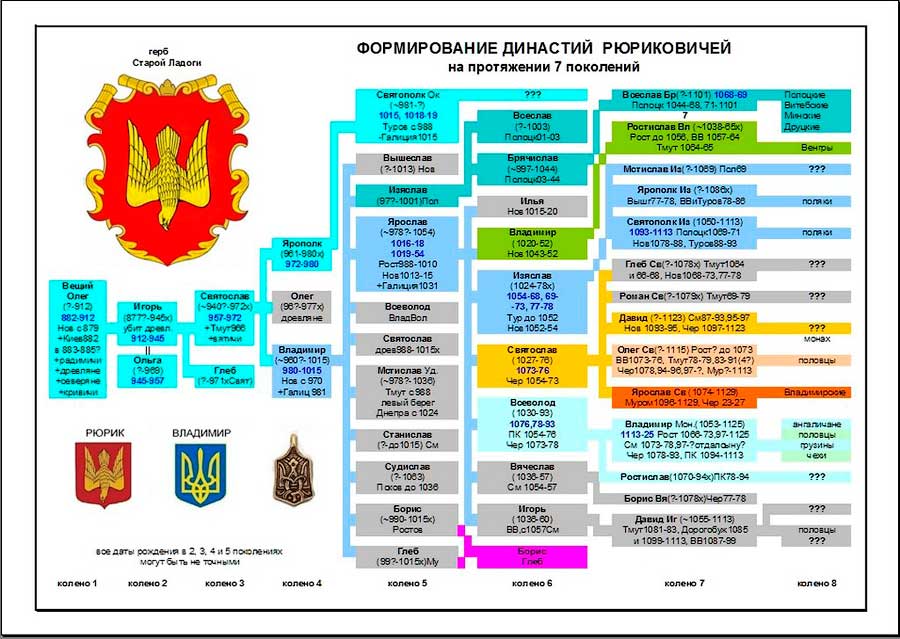 ФОРМИРОВАНИЕ ДИНАСТИЙ РЮРИКОВИЧЕЙ
на протяжении 7 поколений
герб
Старой Ладоги
Вещий
Олег
(?-912)
882-912
Нов с879
+Киев882
в 883-885?
+радимичи
+древляне
+северяне
+кривичи
Игорь
(877?-945х)
убит древл.
912-945
||
Ольга
(?-969)
945-957
Святослав
(~940?-972х)
957-972
+Тмут966
+вятичи
Глеб
(?-971хСвят)
Ярополк
(961-980х)
972-980
Олег
(96?-977х)
древляне
Владимир
(~960?-1015)
980-1015
Нов с 970
+Галиц 981
Святополк Ок
(~981-?)
1015, 1018-19
Туров с 988
-Галиция1015
Вышеслав
(?-1013) Нов
Изяслав
(97?-1001)Пол
Ярослав
(~978?- 1054)
1016-18
1019-54
Рост988-1010
Нов1013-15
+Галиция1031
Всеволод
ВладВол
Святослав
древ988-1015х
Мстислав Уд.
(~978?- 1036)
Тмут с 988
левый берег
Днепра с 1024
Станислав
(?-до1015) См
Судислав
(?-1063)
Псков до 1036
Борис
(~990-1015х)
Ростов
Глеб
(99?-1015х)Му
???
Всеслав
(?-1003)
Полоцк01-03
Брячислав
(~997-1044)
Полоцк03-44
Илья
Нов1015-20
Владимир
(1020-52)
Нов1043-52
Изяслав
(1024-78х)
1054-68, 69-
-73, 77-78
Тур до 1052
Нов 1052-54
Святослав
(1027-76)
1073-76
Чер 1054-73
Всеволод
(1030-93)
1076,78-93
ПК 1054-76
Чер 1073-78
Вячеслав
(1036-57)
См 1054-57
Игорь
(1036-60)
ВВ,с1057См
Борис
Глеб
Всеслав Бр(?-1101) 1068-69
Полоцк 1044-68, 71-1101
?
Ростислав Вл (~1038-65х)
Рост до 1056, ВВ 1057-64
Тмут 1064-65
Мстислав Из(?-1069) Пол69
Ярополк Из (?-1086х)
Вышг77-78, ВВиТуров78-86
Святополк Из (1050-1113)
1093-1113 Полоцк1069-71
Нов1078-88, Туров88-93
Глеб Св(?-1078х) Тмут1064
и 66-68, Нов1068-73,77-78
Роман Св(?-1079х) Тмут69-79
Давид (?-1123) См87-93,95-97
Нов 1093-95, Чер 1097-1123
Олег Св(?-1115) Рост? до 1073
ВВ1073-76, Тмут78-79,83-91(4?)
Чер1078,94-96,97-?, Мур?-1113
Ярослав Св (1074-1129)
Муром1096-1129, Чер 23-27
Владимир Мон.(1053-1125)
1113-25 Рост 1066-73,97-1125
См 1073-78,97-?отдалсыну?
Чер 1078-93, ПК 1094-1113
Ростислав(1070-94х)ПК78-94
Борис Вя(?-1078х)Чер77-78
Давид Иг (~1055-1113)
Тмут1081-83, Дорогобуж1085
и 1099-1113, ВВ1087-99
Полоцкие
Витебские
Минские
Друцкие
Венгры
???
поляки
поляки
???
???
???
монах
половцы
Владимирские
англичане
половцы
грузины
чехи
???
???
половцы
???
РЮРИК
ВЛАДИМИР
все даты рождения в 2, 3, 4 и 5 поколениях
могут быть не точными
колено 1
колено 2
колено 3
колено 4
колено 5
колено 6
колено 7
колено 8